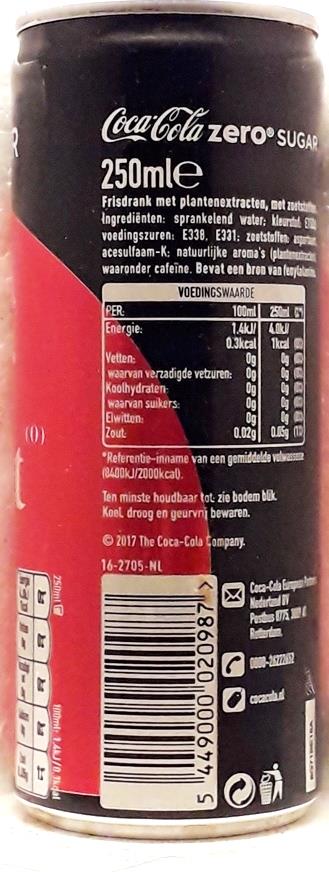 Coca-Cola zero® SUGAR
250ml e
Frisdrank met plantenextracten, met zoetstoffen
Ingrediënten: sprankelend water; kleurstof:
voedingszuren: E338, E331; zoetstoffen: aspartaam,
acesulfaam-K; natuurlijke aroma's (plantenextracten)
waaronder cafeïne. Bevat een bron van fenylalanine.
VOEDINGSWAARDE
PER: 100ml 250ml
Energie: 1.4kJ/ 4.0kJ/
0.3kcal 1kcal
Vetten: 0g 0g
waarvan verzadigde vetzuren: 0g 0g
Koolhydraten: 0g 0g
waarvan suikers: 0g 0g
Eiwitten: 0g 0g
Zout: 0.02g 0.05g
*Referentie-inname van een gemiddelde volwassene
(8400kJ/2000kcal).
Ten minste houdbaar tot: zie bodem blik.
Koel, droog en geurvrij bewaren.
© 2017 The Coca-Cola Company.
16-2705-NL
Coca-Cola European Partners
Nederland BV
Postbus
Rotterdam.
cocacola.nl
5 449000 020987 >
250ml
R
t